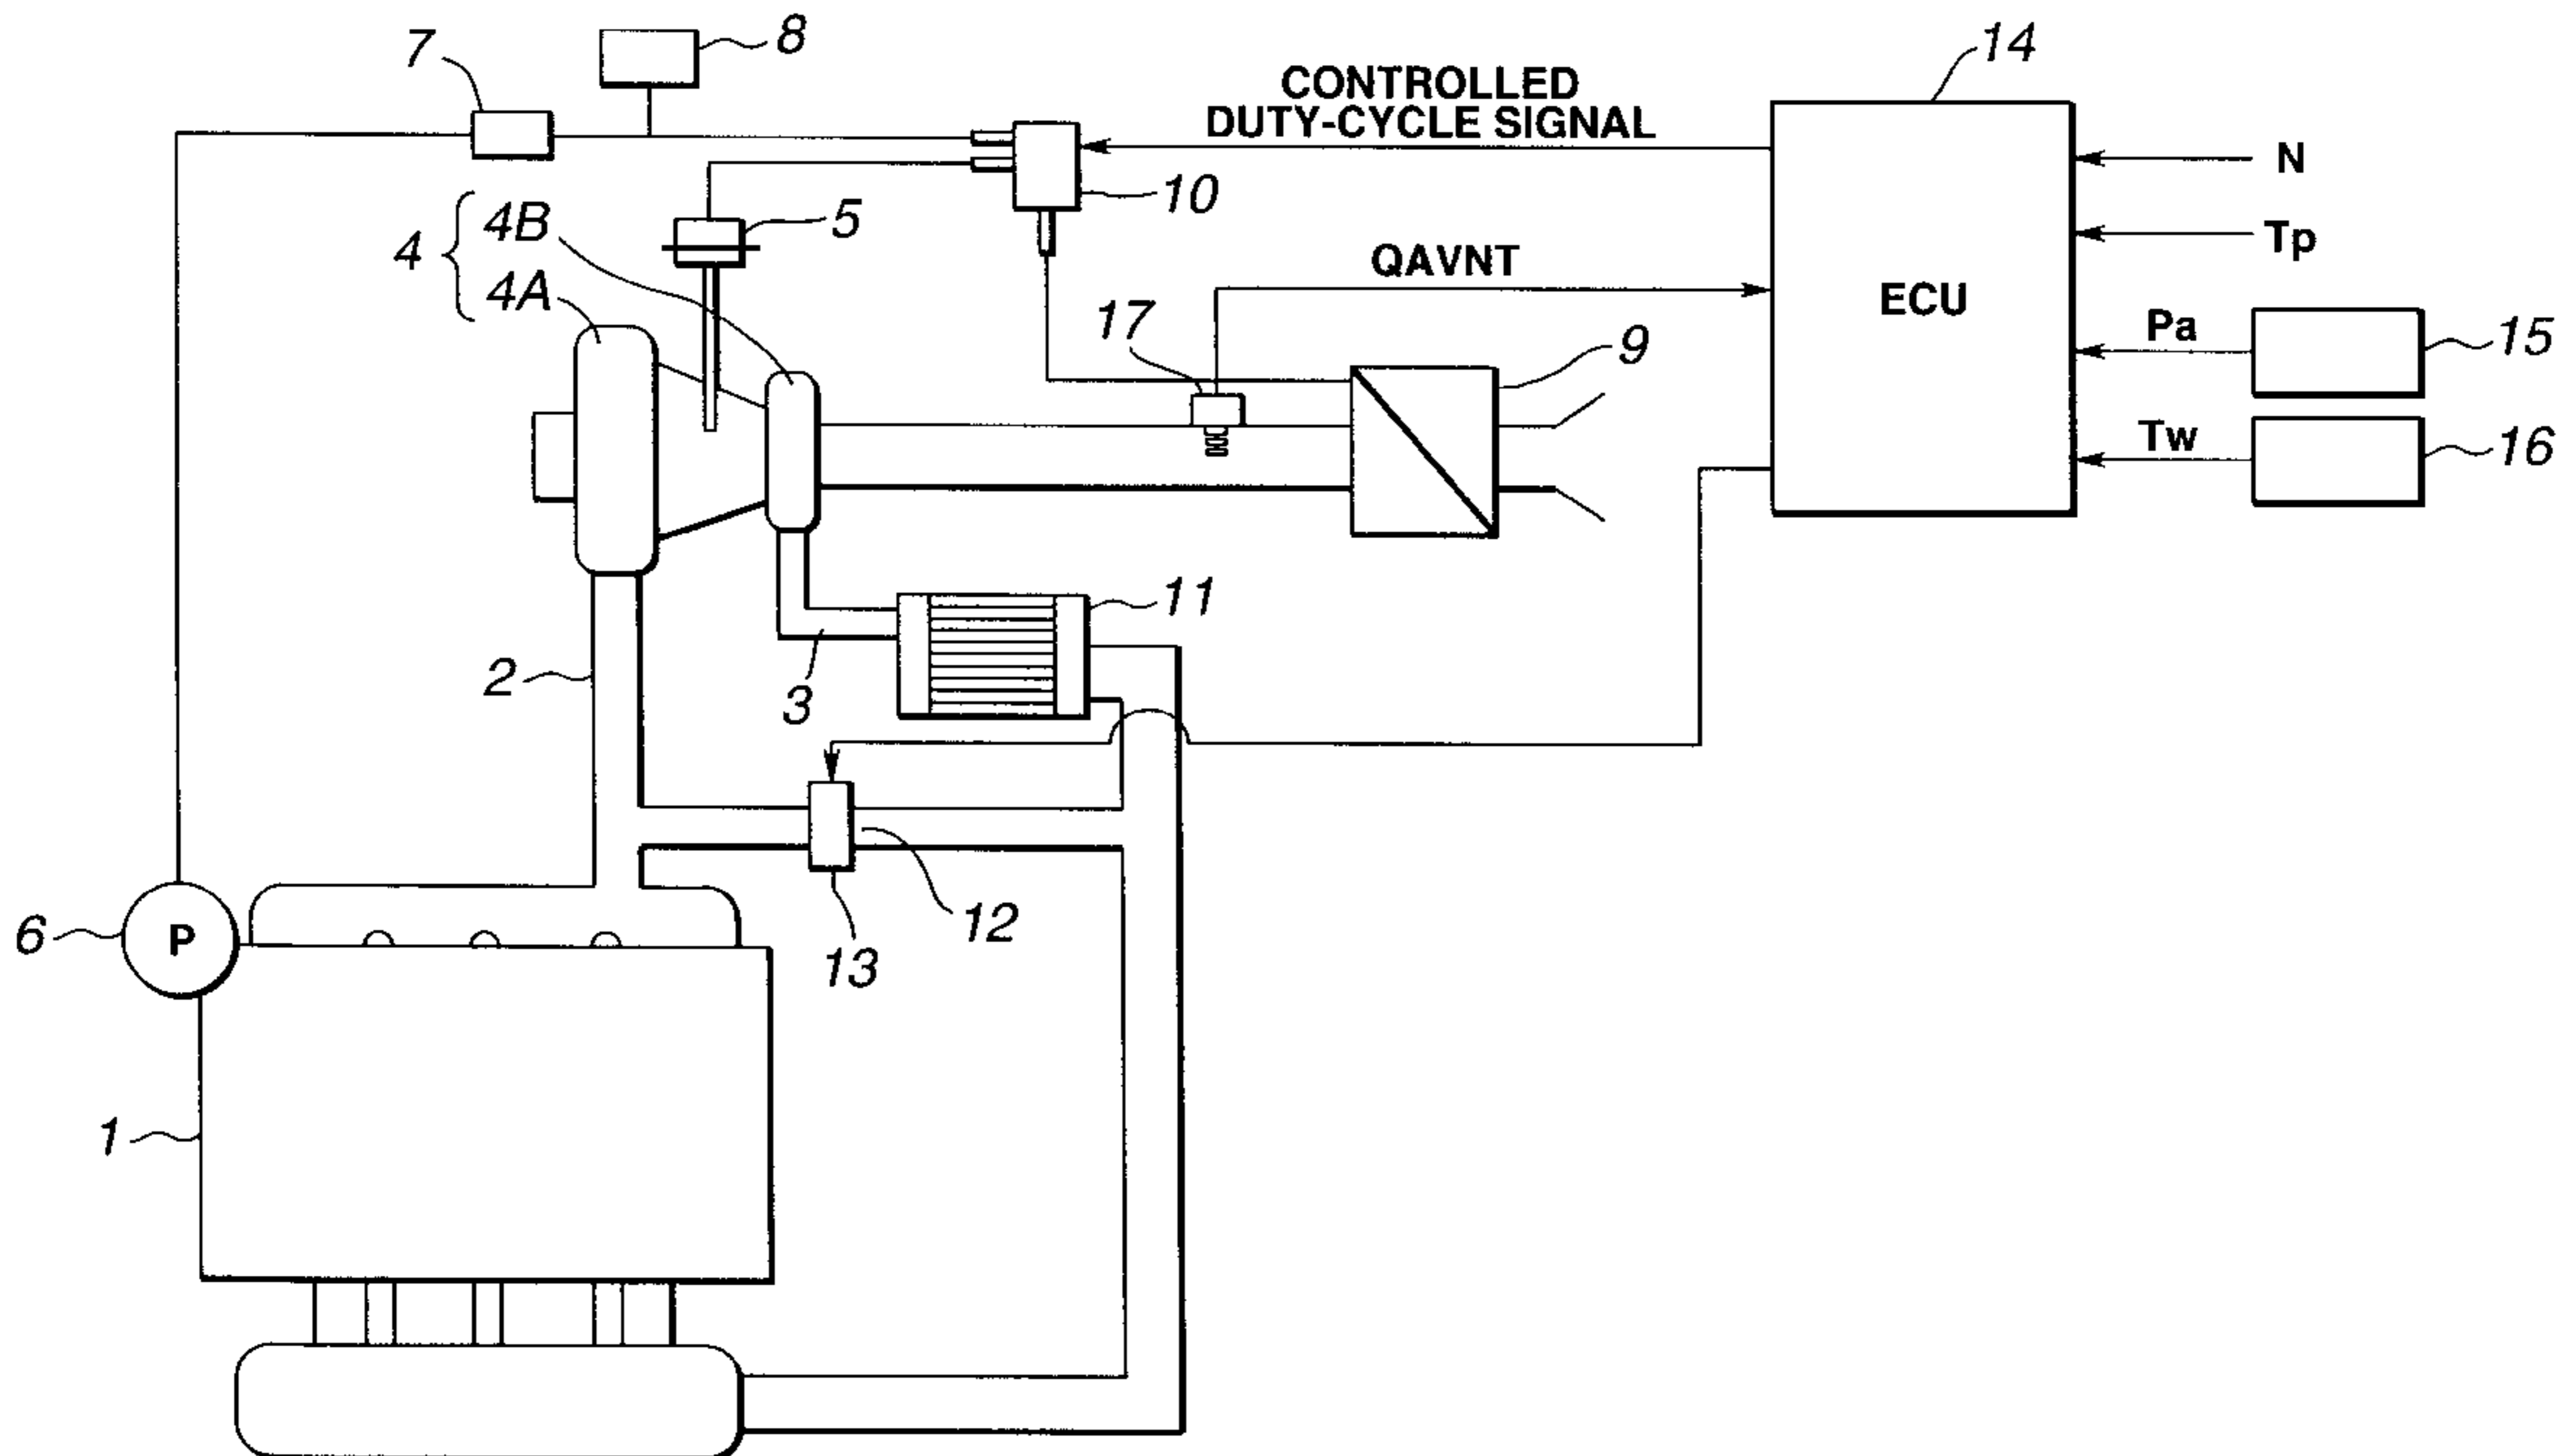 8
7
14
CONTROLLED
DUTY-CYCLE SIGNAL
N
10
4B
5
4
Tp
QAVNT
4A
ECU
17
Pa
15
9
Tw
16
11
2
3
12
6
P
13
1